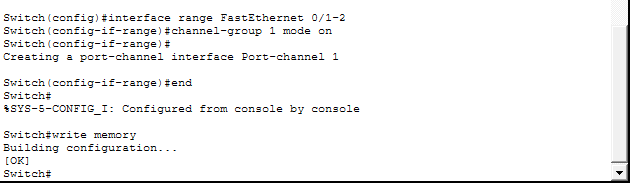 Switch(config)#interface range FastEthernet 0/1-2
Switch(config-if-range)#channel-group 1 mode on
Switch(config-if-range)#
Creating a port-channel interface Port-channel 1
Switch(config-if-range)#end
Switch#
%SYS-5-CONFIG_I: Configured from console by console
Switch#write memory
Building configuration...
[OK]
Switch#